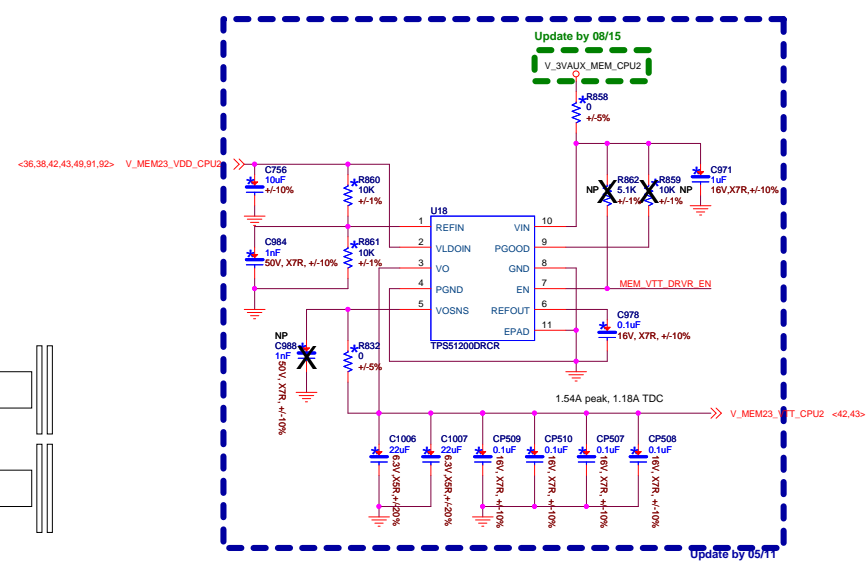 Update by 08/15
V_3VAUX_MEM_CPU2
R858
0
+/-5%
<36,38,42,43,49,91,92> V_MEM23_VDD_CPU2
C756
10uF
+/-10%
R860
10K
+/-1%
NP
R862
5.1K
+/-1%
R859
10K
+/-1%
NP
C971
1uF
16V,X7R,+/-10%
U18
1 REFIN
2 VLDOIN
3 VO
4 PGND
5 VOSNS
VIN 10
PGOOD 9
GND 8
EN 7
REFOUT 6
EPAD 11
TPS51200DRCR
C984
1nF
50V, X7R, +/-10%
R861
10K
+/-1%
MEM_VTT_DRVR_EN
C978
0.1uF
16V, X7R, +/-10%
NP
C988
1nF
50V, X7R, +/-10%
R832
0
+/-5%
1.54A peak, 1.18A TDC
V_MEM23_VTT_CPU2 <42,43>
C1006
22uF
6.3V,X5R,+/-20%
C1007
22uF
6.3V,X5R,+/-20%
CP509
0.1uF
16V, X7R, +/-10%
CP510
0.1uF
16V, X7R, +/-10%
CP507
0.1uF
16V, X7R, +/-10%
CP508
0.1uF
16V, X7R, +/-10%
Update by 05/11